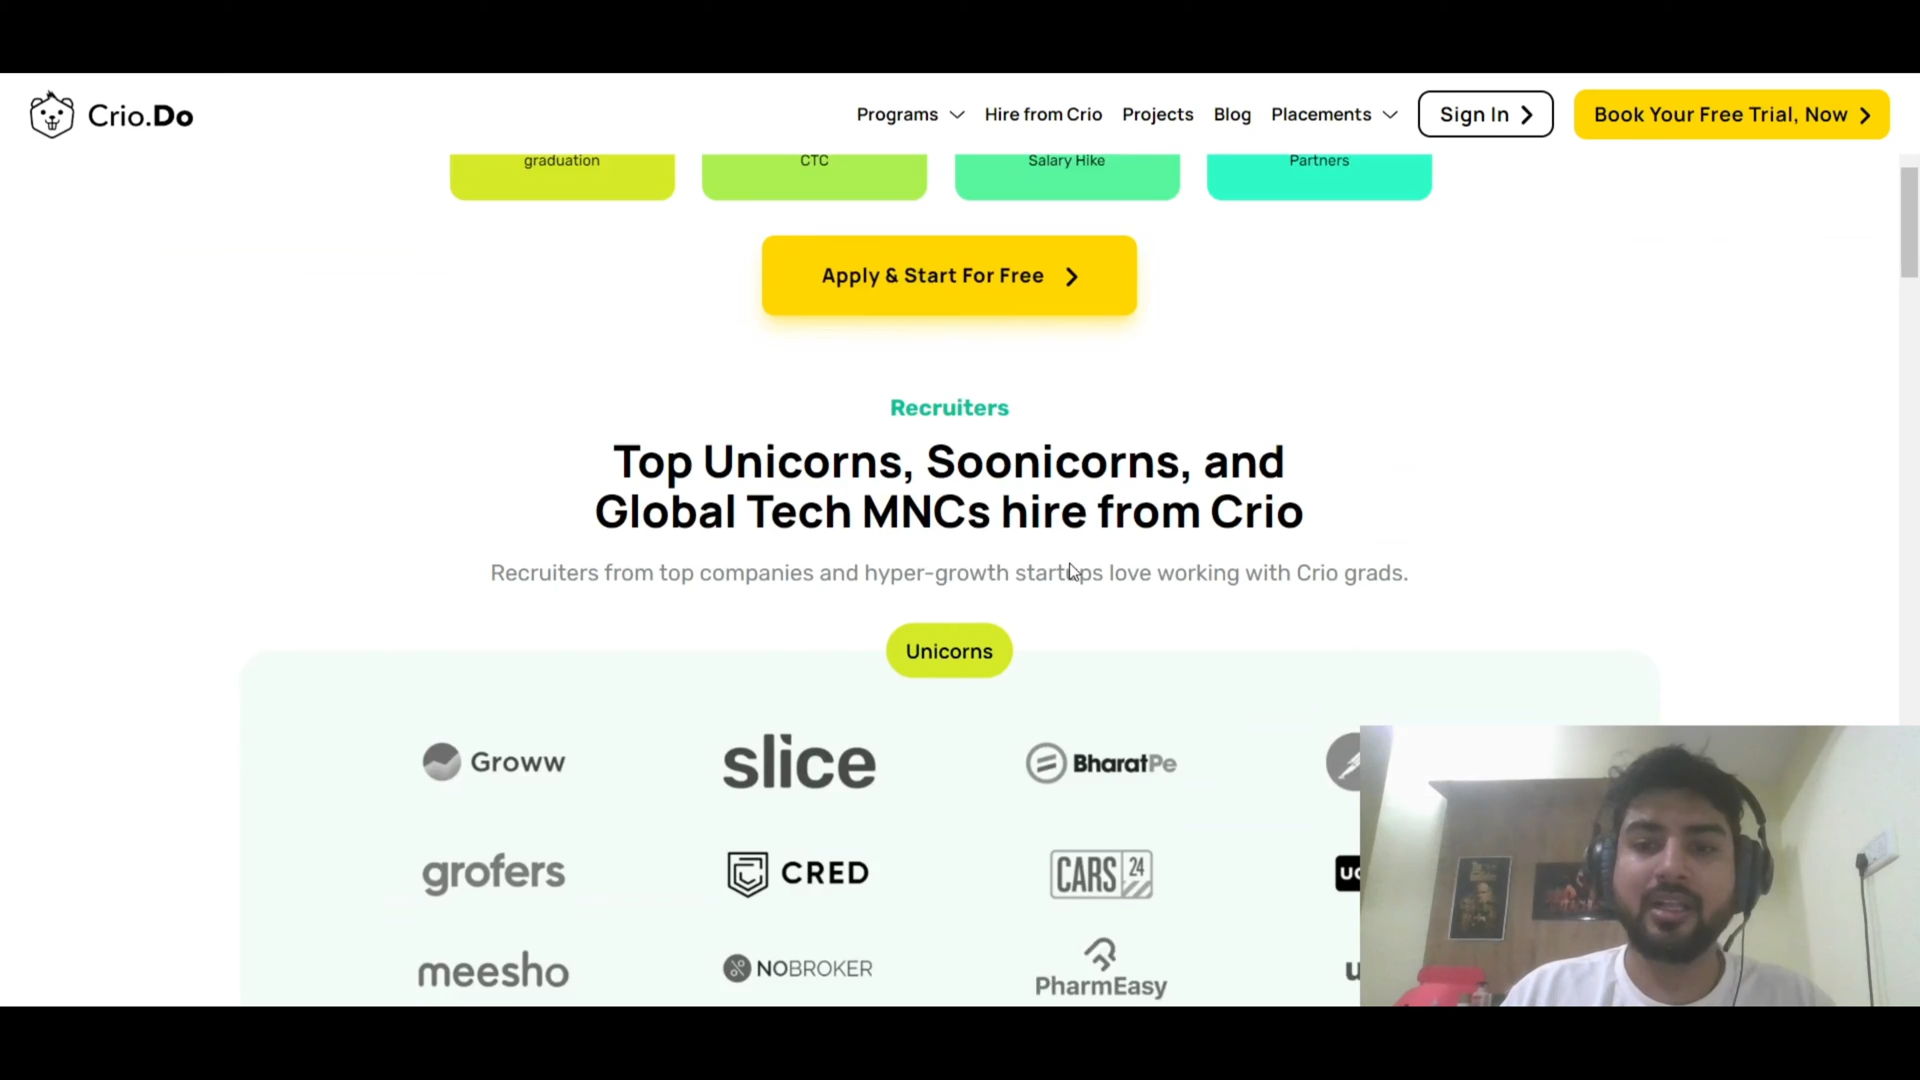 Crio.Do
Programs
Hire from Crio
Projects
Blog
Placements
Sign In
Book Your Free Trial, Now
graduation
CTC
Salary Hike
Partners
Apply & Start For Free
Recruiters
Top Unicorns, Soonicorns, and
Global Tech MNCs hire from Crio
Recruiters from top companies and hyper-growth startups love working with Crio grads.
Unicorns
Groww
slice
BharatPe
grofers
CRED
CARS 24
meesho
NOBROKER
PharmEasy